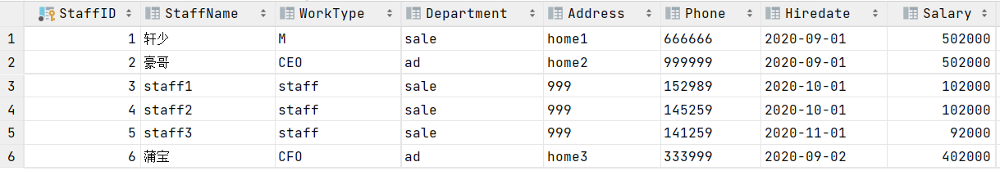 StaffID StaffName WorkType Department Address Phone Hiredate Salary
1 1 轩少 M sale home1 666666 2020-09-01 502000
2 2 豪哥 CEO ad home2 999999 2020-09-01 502000
3 3 staff1 staff sale 999 152989 2020-10-01 102000
4 4 staff2 staff sale 999 145259 2020-10-01 102000
5 5 staff3 staff sale 999 141259 2020-11-01 92000
6 6 蒲宝 CFO ad home3 333999 2020-09-02 402000